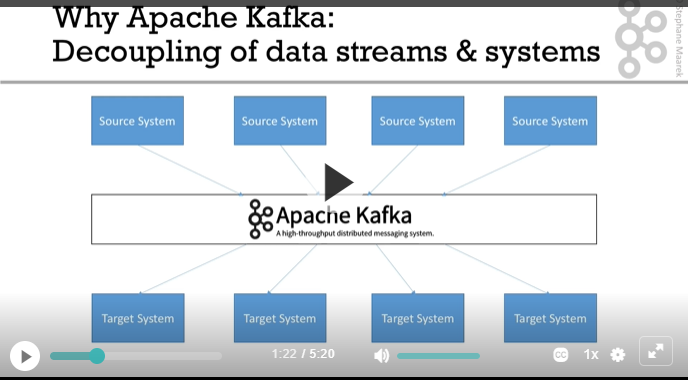 Why Apache Kafka:
Decoupling of data streams & systems
Stephane Maarek
Source System
Source System
Source System
Source System
Apache Kafka
A high-throughput distributed messaging system.
Target System
Target System
Target System
Target System
1:22 / 5:20
CC
1x